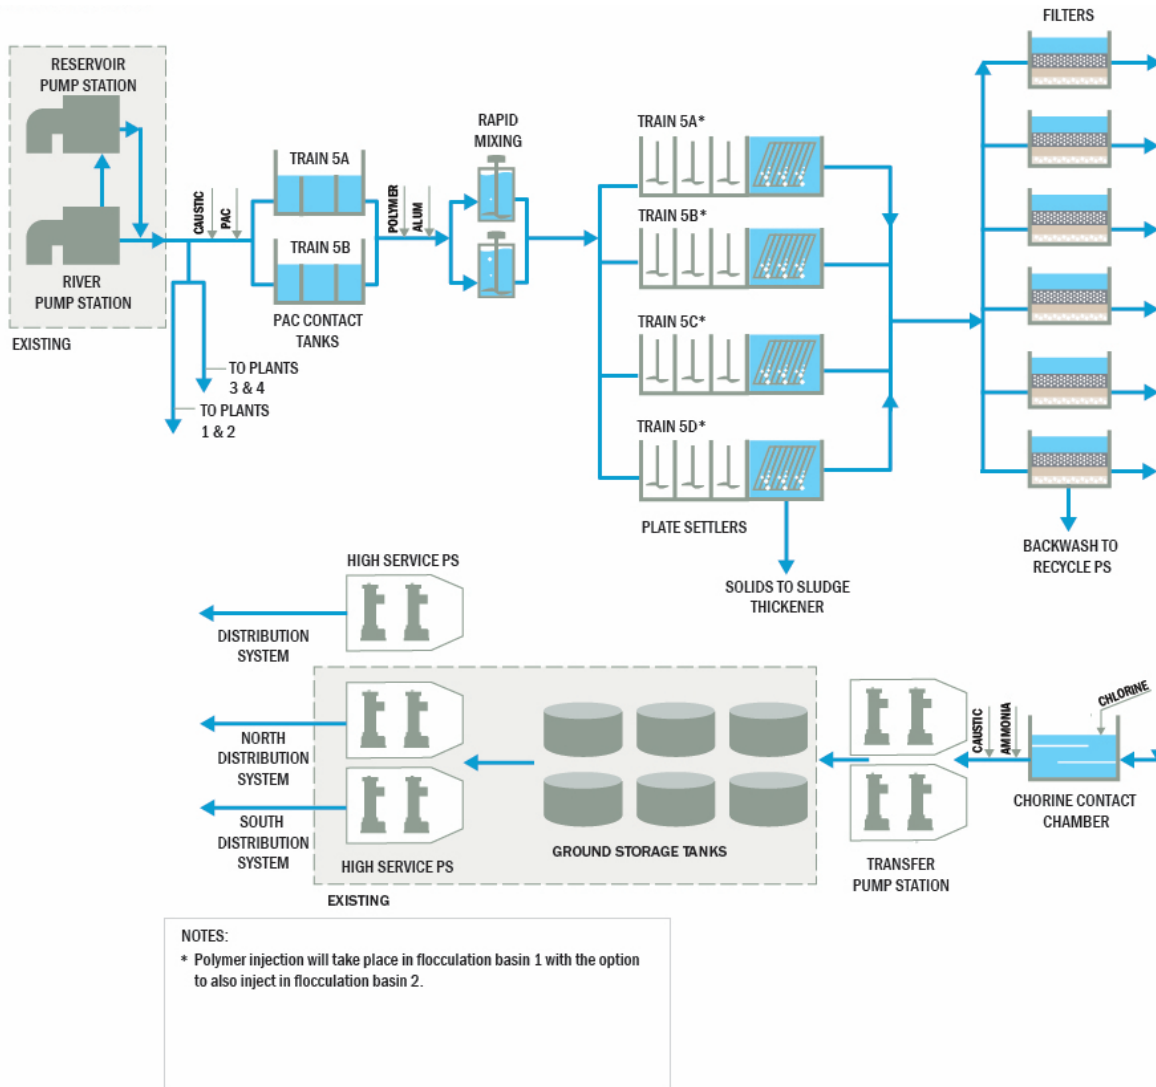 FILTERS
RESERVOIR
PUMP STATION
RIVER
PUMP STATION
EXISTING
TO PLANTS
3 & 4
TO PLANTS
1 & 2
CAUSTIC
PAC
TRAIN 5A
TRAIN 5B
PAC CONTACT
TANKS
POLYMER
ALUM
RAPID
MIXING
TRAIN 5A*
TRAIN 5B*
TRAIN 5C*
TRAIN 5D*
PLATE SETTLERS
SOLIDS TO SLUDGE
THICKENER
BACKWASH TO
RECYCLE PS
HIGH SERVICE PS
DISTRIBUTION
SYSTEM
NORTH
DISTRIBUTION
SYSTEM
SOUTH
DISTRIBUTION
SYSTEM
HIGH SERVICE PS
EXISTING
GROUND STORAGE TANKS
TRANSFER
PUMP STATION
CAUSTIC
AMMONIA
CHLORINE
CHORINE CONTACT
CHAMBER
NOTES:
* Polymer injection will take place in flocculation basin 1 with the option
to also inject in flocculation basin 2.